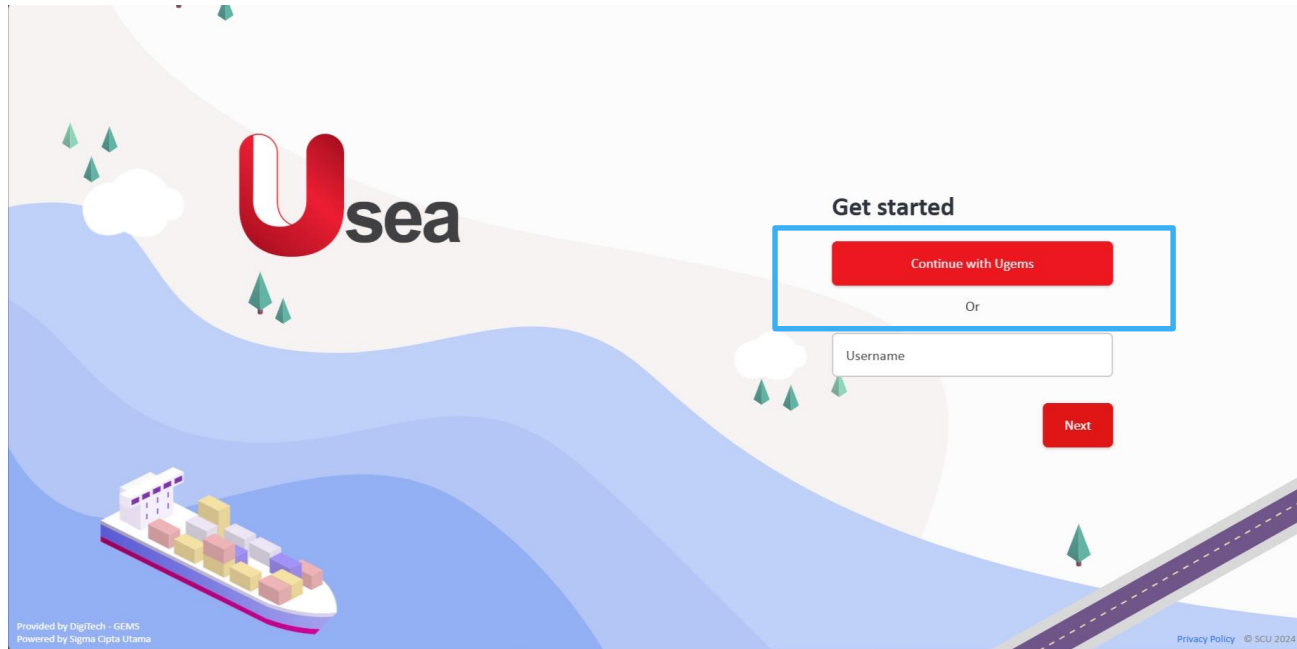 Usea
Get started
Continue with Ugems
Or
Username
Next
Provided by DigiTech - GEMS
Powered by Sigma Cipta Utama
Privacy Policy © SCU 2024